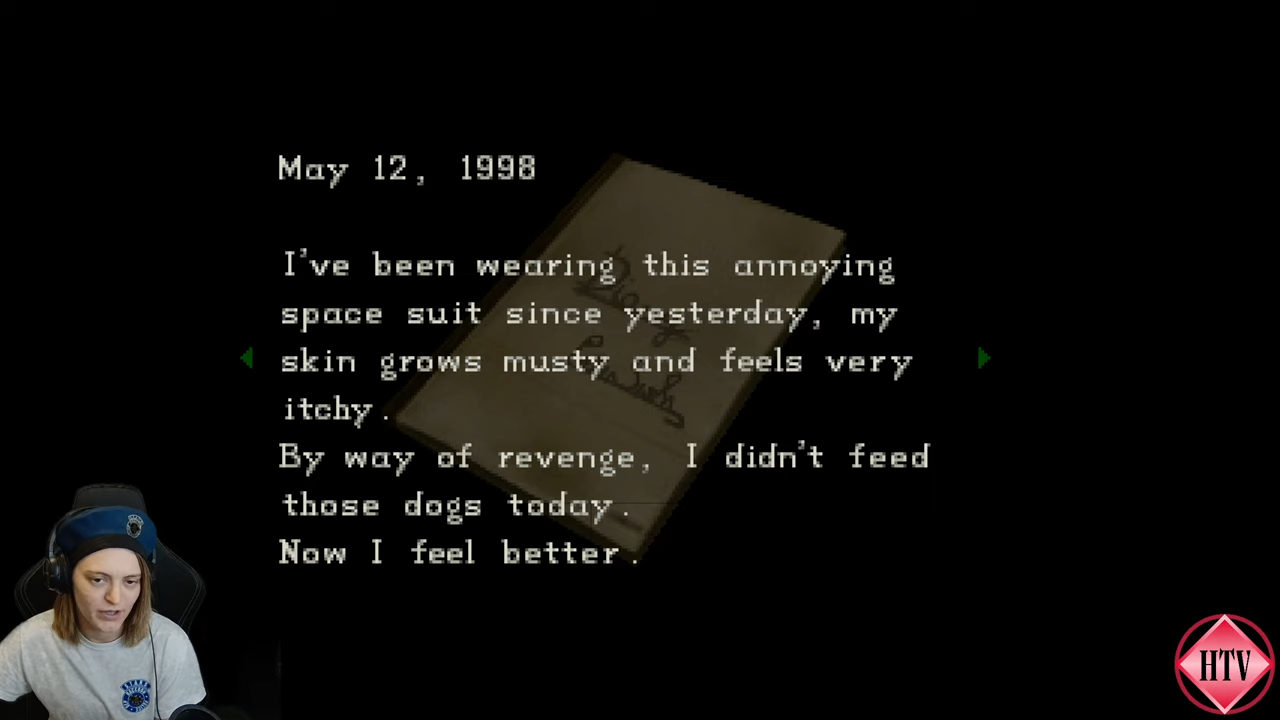 May 12, 1998
I've been wearing this annoying
space suit since yesterday, my
skin grows musty and feels very
itchy.
By way of revenge, I didn't feed
those dogs today.
Now I feel better.
HTV